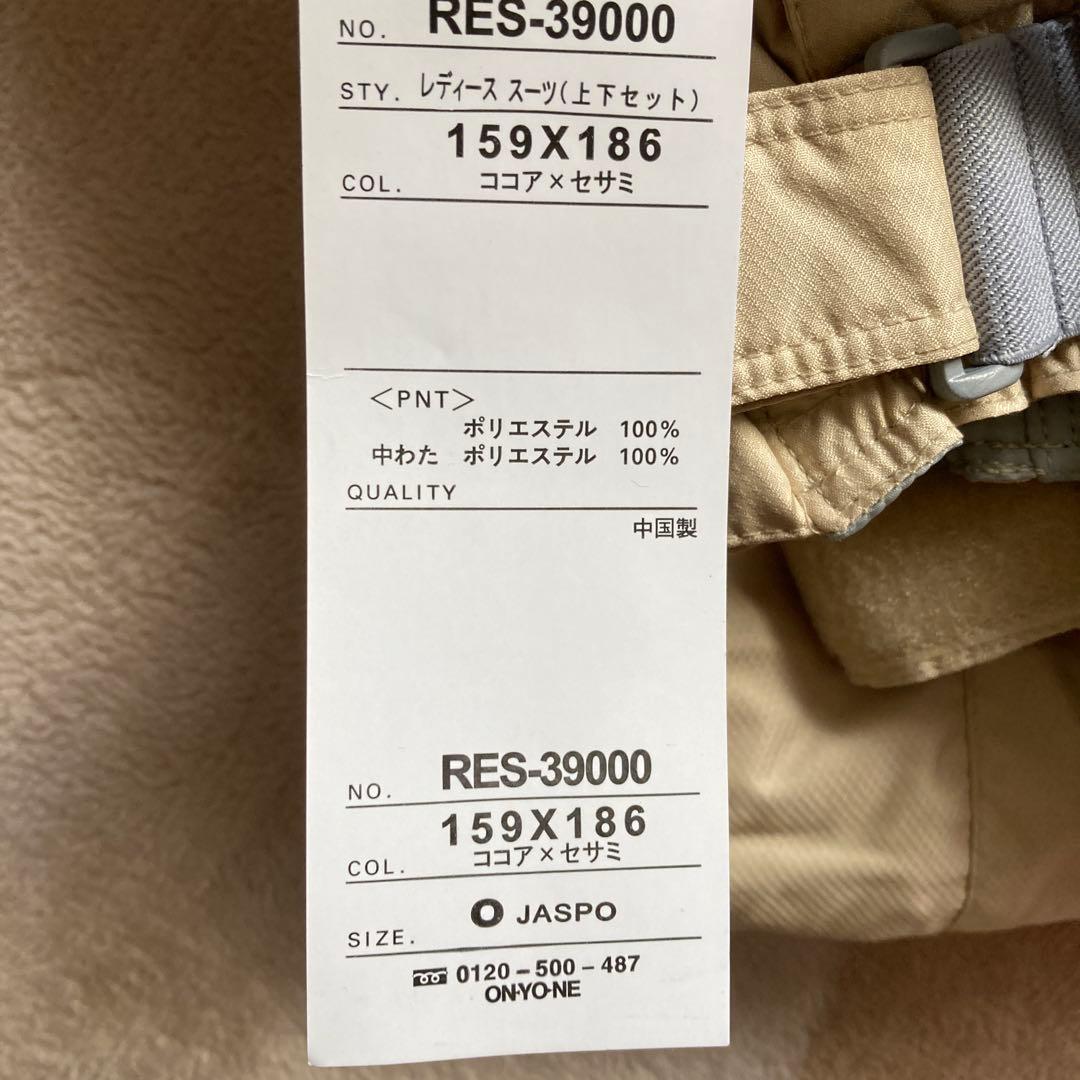 NO. RES-39000
STY. レディース スーツ(上下セット)
159X186
COL. ココア×セサミ
<PNT>
ポリエステル 100%
中わた ポリエステル 100%
QUALITY
中国製
NO. RES-39000
159X186
COL. ココア×セサミ
SIZE. O JASPO
0120-500-487
ON·YO·NE